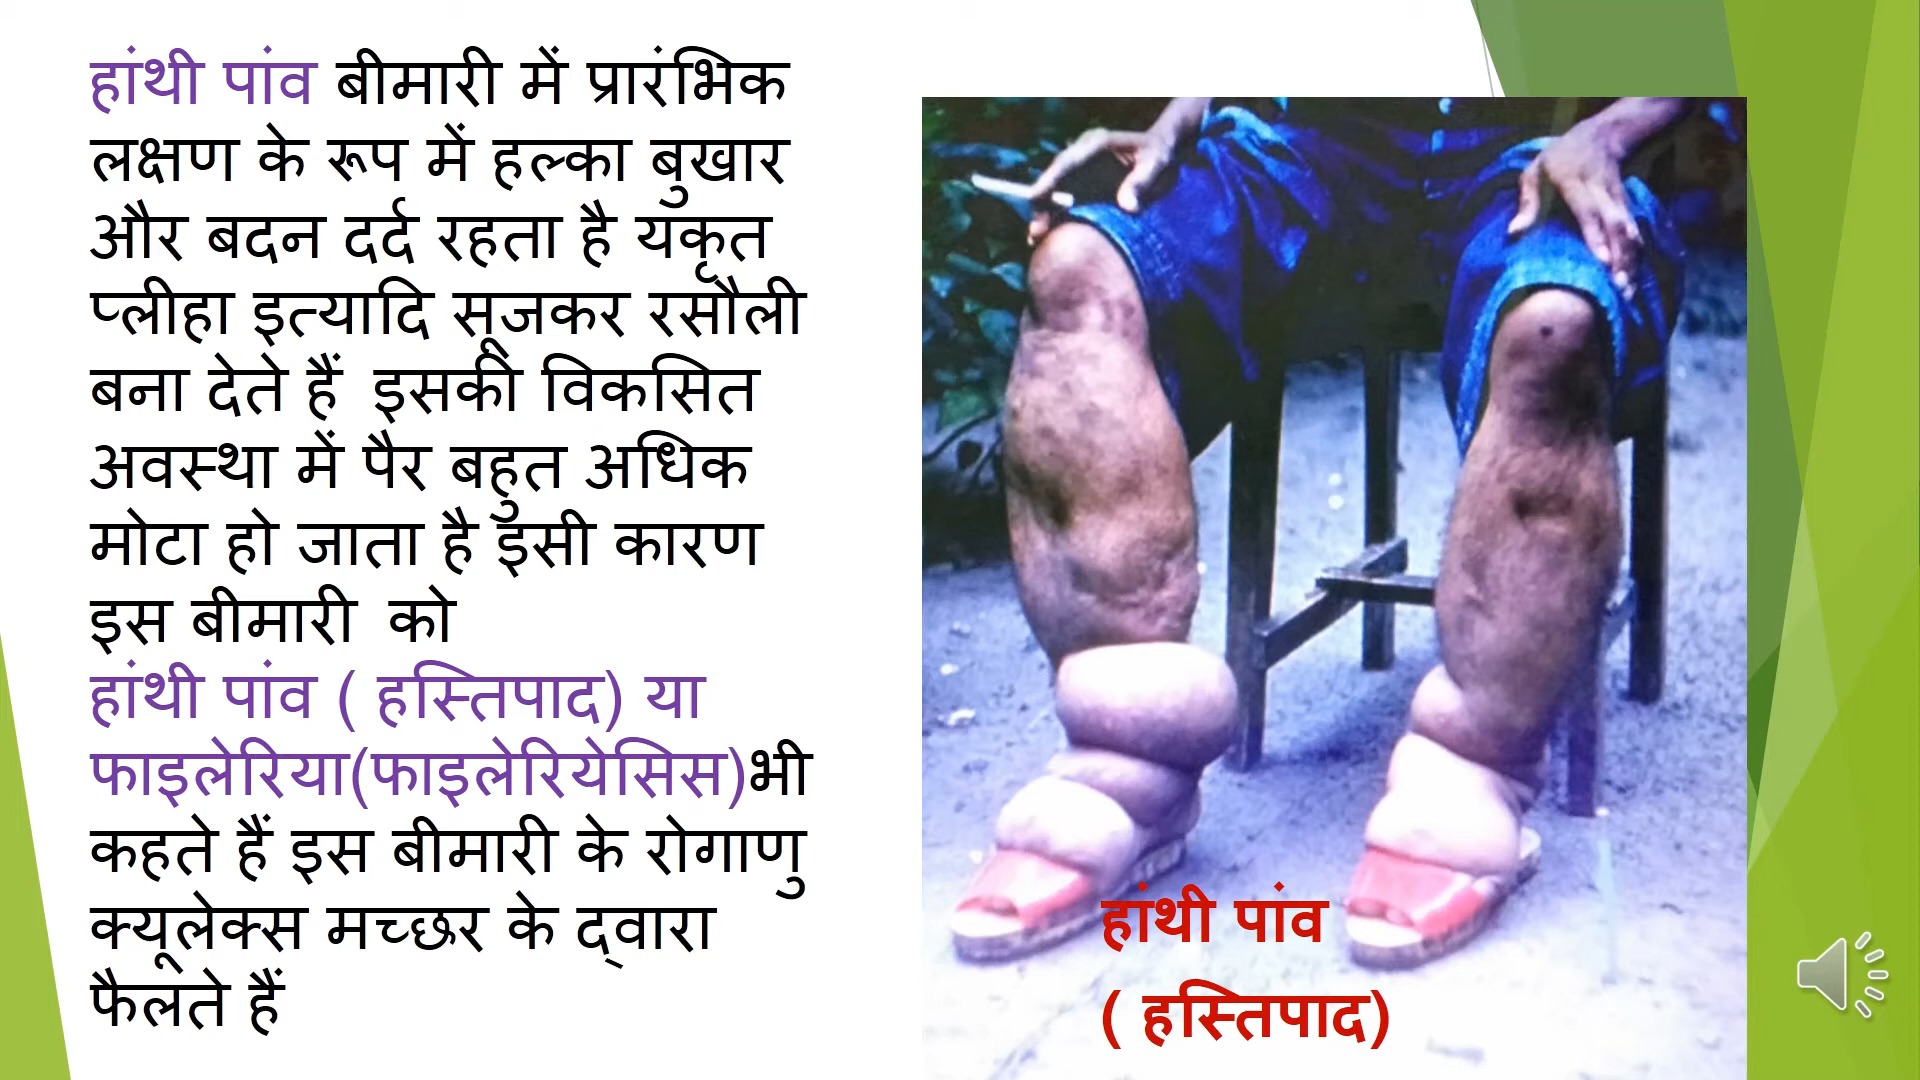 हांथी पांव बीमारी में प्रारंभिक
लक्षण के रूप में हल्का बुखार
और बदन दर्द रहता है यकृत
प्लीहा इत्यादि सूजकर रसौली
बना देते हैं इसकी विकसित
अवस्था में पैर बहुत अधिक
मोटा हो जाता है इसी कारण
इस बीमारी को
हांथी पांव ( हस्तिपाद) या
फाइलेरिया(फाइलेरियेसिस)भी
कहते हैं इस बीमारी के रोगाणु
क्यूलेक्स मच्छर के द्वारा
फैलते हैं
हांथी पांव
( हस्तिपाद)